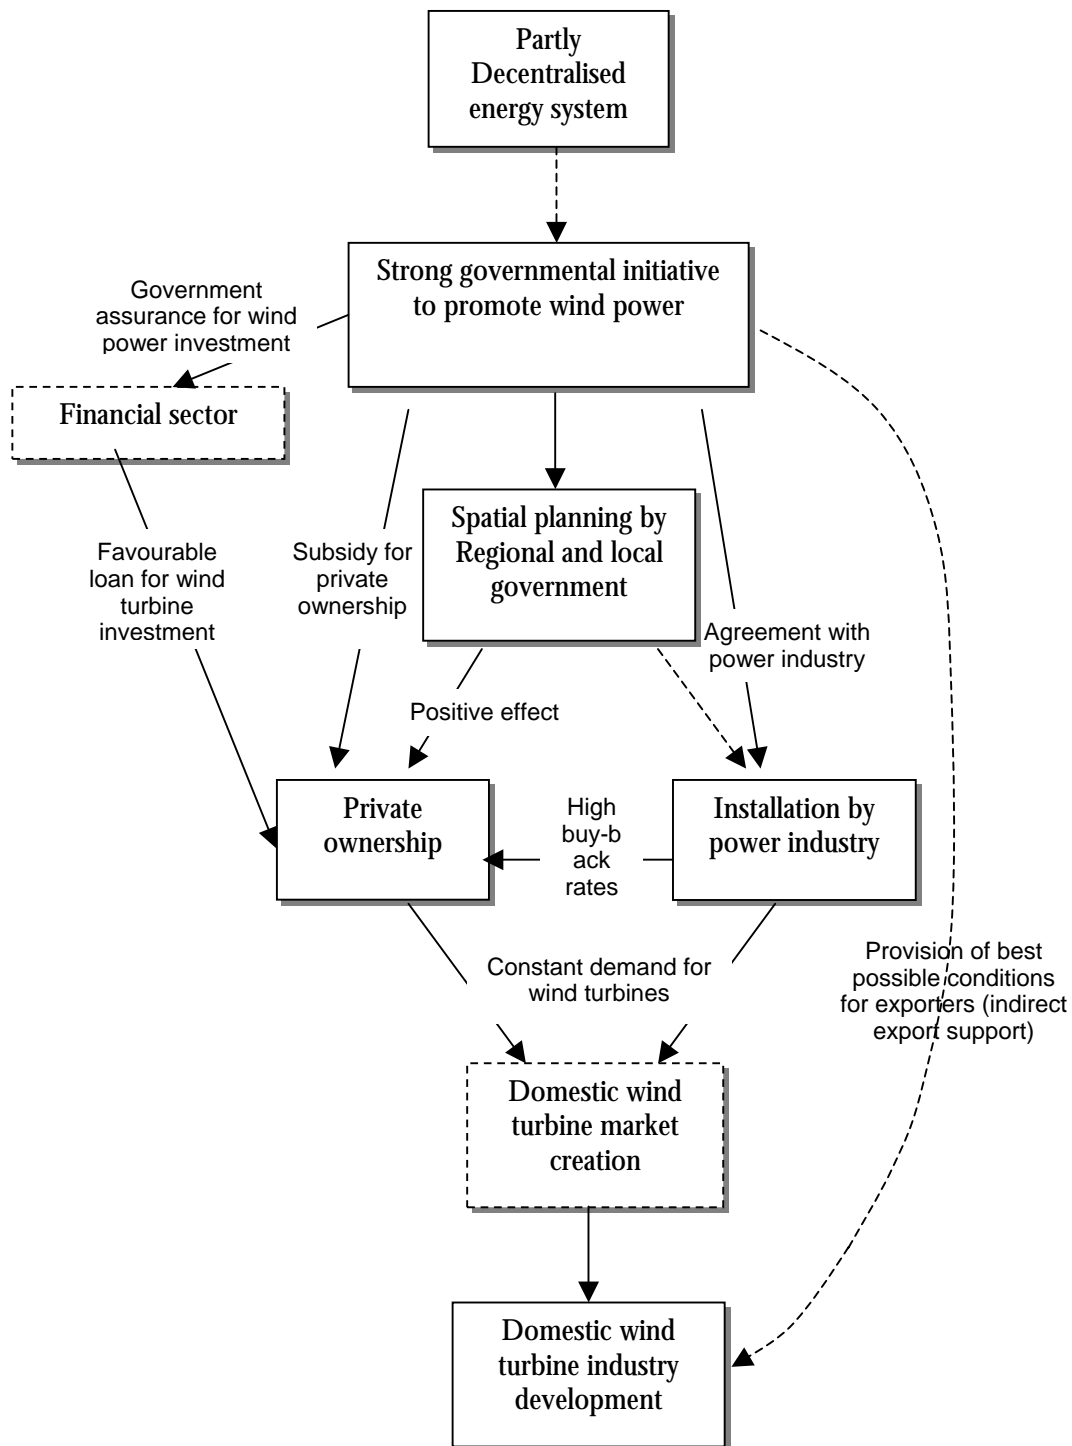 Partly
Decentralised
energy system
Strong governmental initiative
to promote wind power
Government
assurance for wind
power investment
Financial sector
Spatial planning by
Regional and local
government
Favourable
loan for wind
turbine
investment
Subsidy for
private
ownership
Agreement with
power industry
Positive effect
Private
ownership
High
buy-b
ack
rates
Installation by
power industry
Constant demand for
wind turbines
Provision of best
possible conditions
for exporters (indirect
export support)
Domestic wind
turbine market
creation
Domestic wind
turbine industry
development